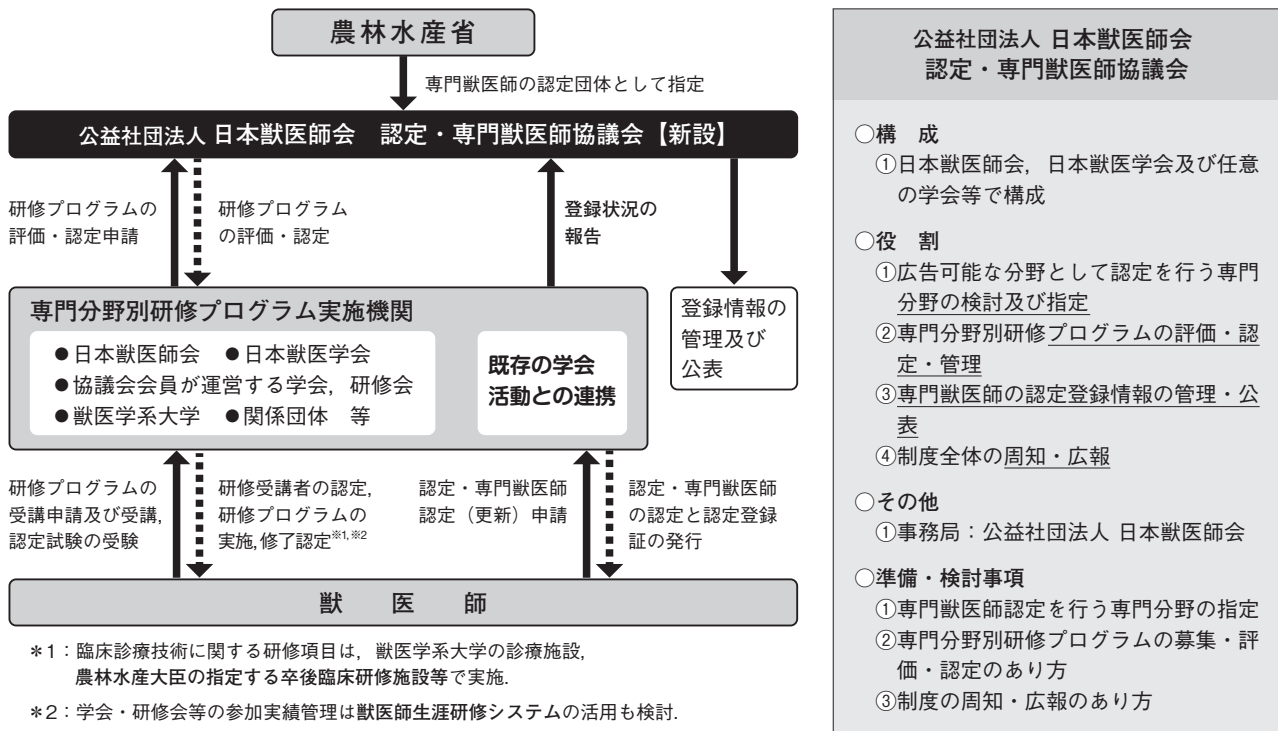 農林水産省
専門獣医師の認定団体として指定
公益社団法人 日本獣医師会 認定・専門獣医師協議会【新設】
研修プログラムの
評価・認定申請
研修プログラム
の評価・認定
登録状況の
報告
専門分野別研修プログラム実施機関
●日本獣医師会 ●日本獣医学会
●協議会会員が運営する学会，研修会
●獣医学系大学 ●関係団体 等
既存の学会
活動との連携
登録情報の
管理及び
公表
研修プログラムの
受講申請及び受講，
認定試験の受験
研修受講者の認定，
研修プログラムの
実施，修了認定※1，※2
認定・専門獣医師
認定（更新）申請
認定・専門獣医師
の認定と認定登録
証の発行
獣 医 師
＊1：臨床診療技術に関する研修項目は，獣医学系大学の診療施設，
農林水産大臣の指定する卒後臨床研修施設等で実施．
＊2：学会・研修会等の参加実績管理は獣医師生涯研修システムの活用も検討．
公益社団法人 日本獣医師会
認定・専門獣医師協議会
○構 成
①日本獣医師会，日本獣医学会及び任意
の学会等で構成
○役 割
①広告可能な分野として認定を行う専門
分野の検討及び指定
②専門分野別研修プログラムの評価・認
定・管理
③専門獣医師の認定登録情報の管理・公
表
④制度全体の周知・広報
○その他
①事務局：公益社団法人 日本獣医師会
○準備・検討事項
①専門獣医師認定を行う専門分野の指定
②専門分野別研修プログラムの募集・評
価・認定のあり方
③制度の周知・広報のあり方